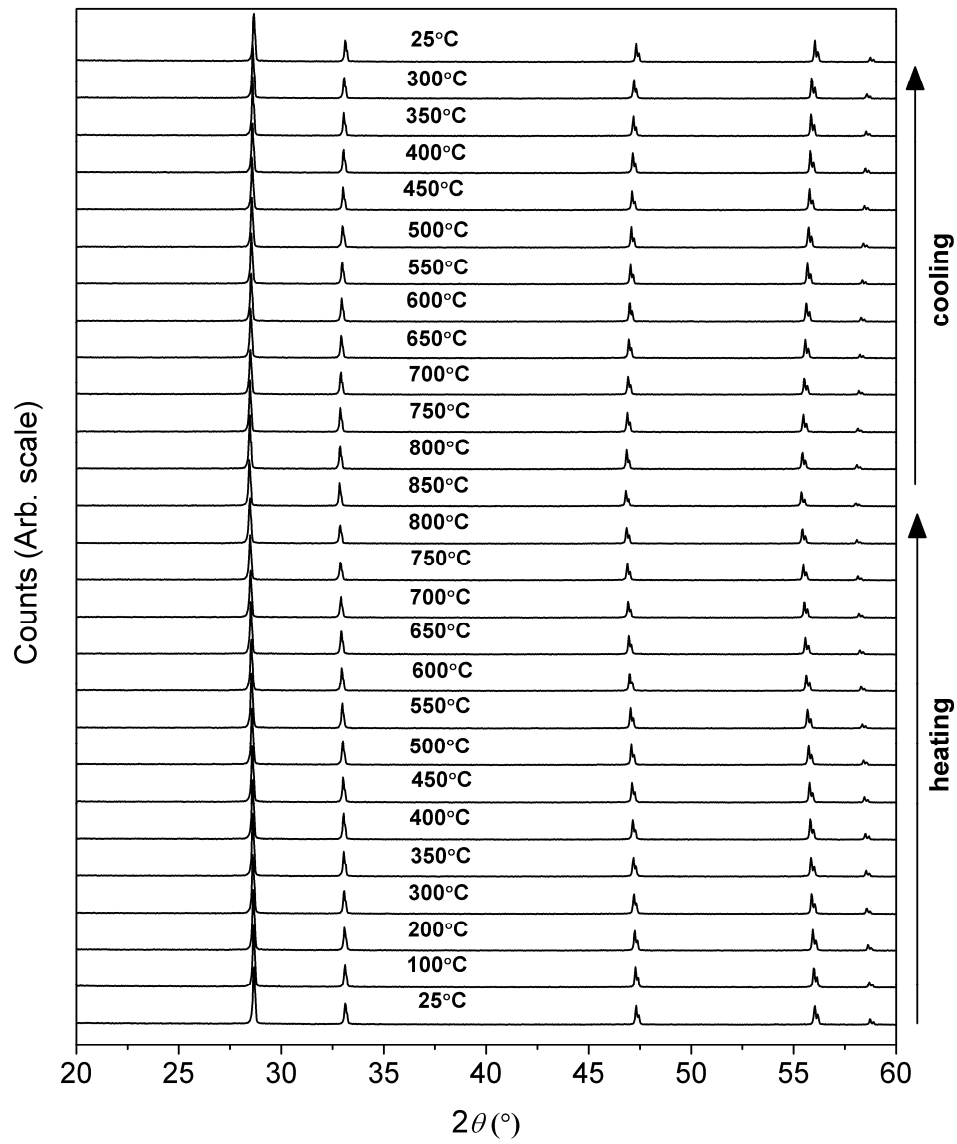 25°C
300°C
350°C
400°C
450°C
500°C
550°C
600°C
650°C
700°C
750°C
800°C
850°C
800°C
750°C
700°C
650°C
600°C
550°C
500°C
450°C
400°C
350°C
300°C
200°C
100°C
25°C
cooling
heating
Counts (Arb. scale)
20 25 30 35 40 45 50 55 60
2θ (°)